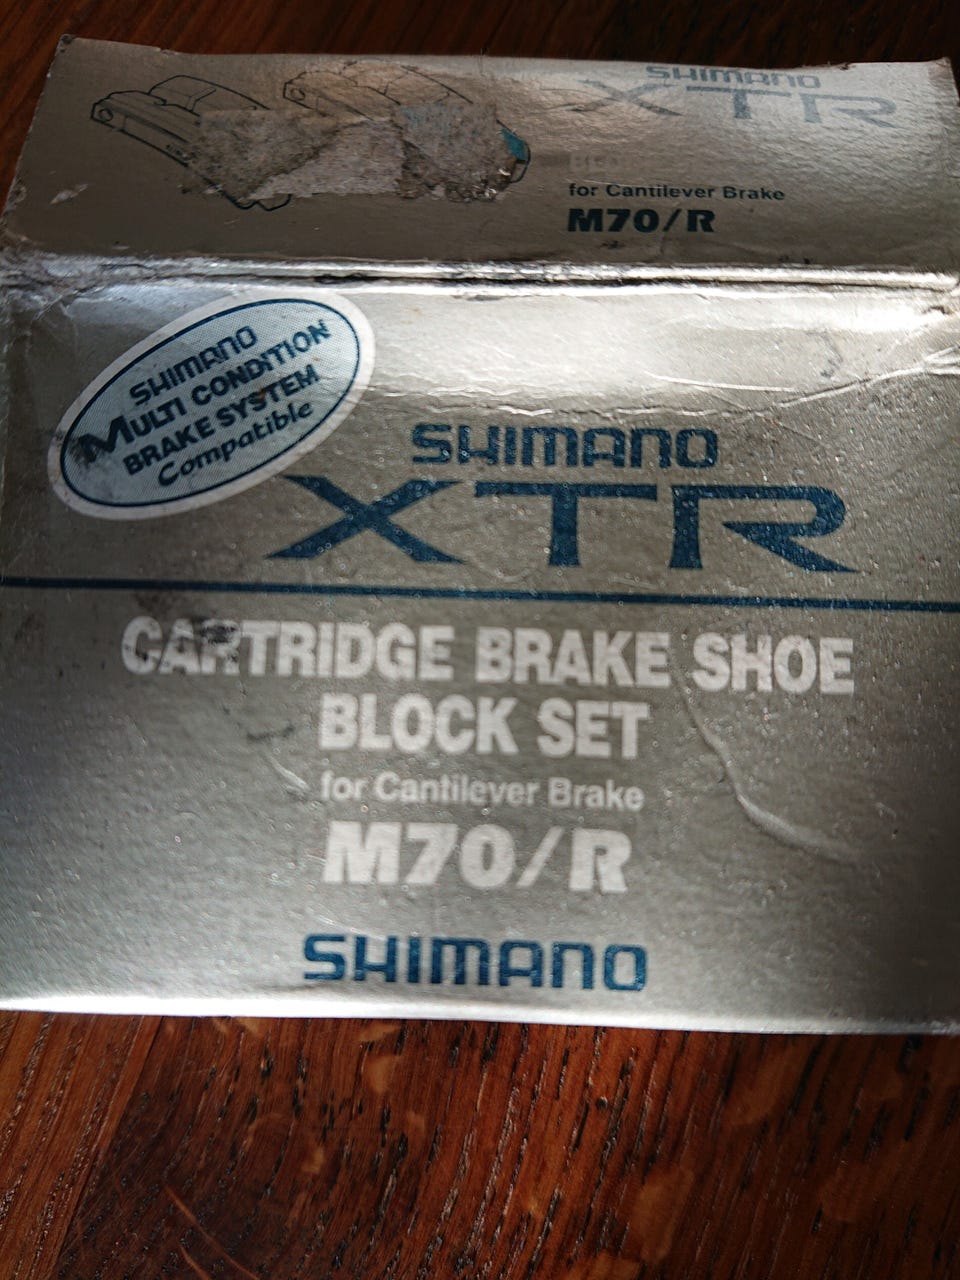 SHIMANO
XTR
for Cantilever Brake
M70/R
SHIMANO
MULTI CONDITION
BRAKE SYSTEM
Compatible
SHIMANO
XTR
CARTRIDGE BRAKE SHOE
BLOCK SET
for Cantilever Brake
M70/R
SHIMANO